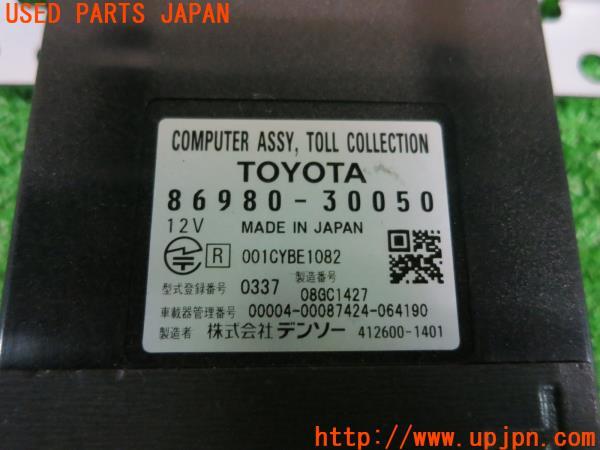 USED PARTS JAPAN
COMPUTER ASSY, TOLL COLLECTION
TOYOTA
86980-30050
12V MADE IN JAPAN
R 001CYBE1082
型式登録番号 0337 製造番号 08GC1427
車載器管理番号 00004-00087424-064190
製造者 株式会社 デンソー 412600-1401
UPJ www.upjpn.com